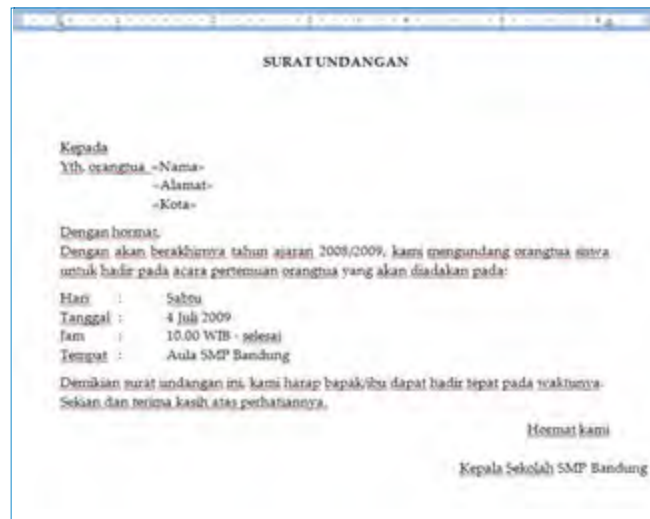 SURAT UNDANGAN
Kepada
Yth. orangtua «Nama»
«Alamat»
«Kota»
Dengan hormat,
Dengan akan berakhirnya tahun ajaran 2008/2009, kami mengundang orangtua siswa
untuk hadir pada acara pertemuan orangtua yang akan diadakan pada:
Hari : Sabtu
Tanggal : 4 Juli 2009
Jam : 10.00 WIB - selesai
Tempat : Aula SMP Bandung
Demikian surat undangan ini, kami harap bapak/ibu dapat hadir tepat pada waktunya.
Sekian dan terima kasih atas perhatiannya.
Hormat kami
Kepala Sekolah SMP Bandung